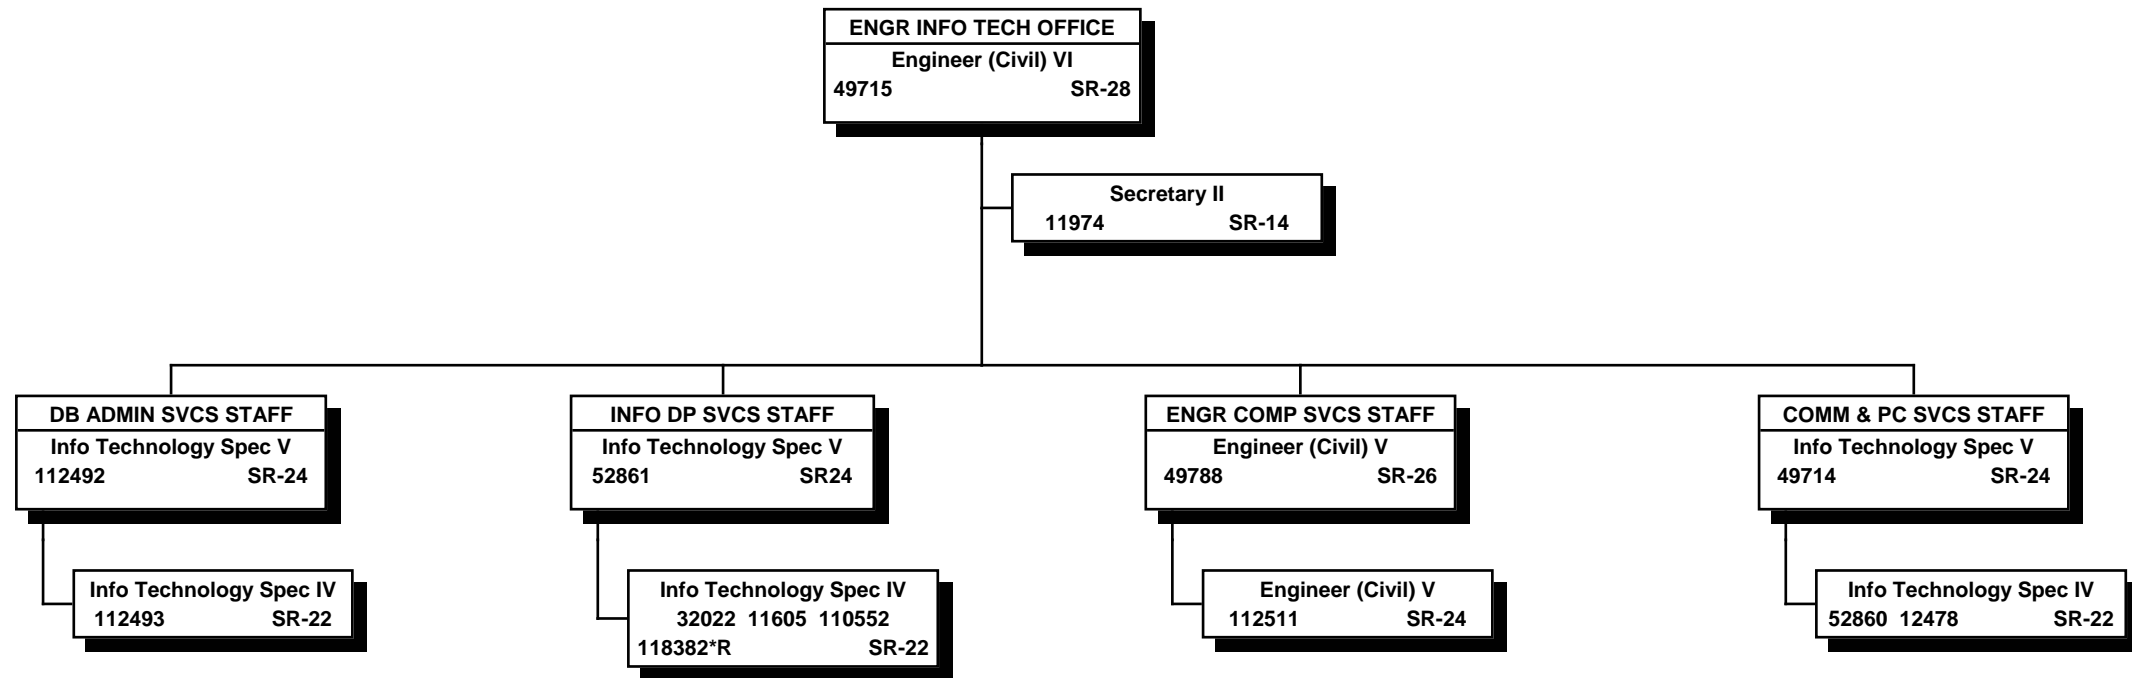 ENGR INFO TECH OFFICE
Engineer (Civil) VI
49715 SR-28
Secretary II
11974 SR-14
DB ADMIN SVCS STAFF
Info Technology Spec V
112492 SR-24
Info Technology Spec IV
112493 SR-22
INFO DP SVCS STAFF
Info Technology Spec V
52861 SR24
Info Technology Spec IV
32022 11605 110552
118382*R SR-22
ENGR COMP SVCS STAFF
Engineer (Civil) V
49788 SR-26
Engineer (Civil) V
112511 SR-24
COMM & PC SVCS STAFF
Info Technology Spec V
49714 SR-24
Info Technology Spec IV
52860 12478 SR-22